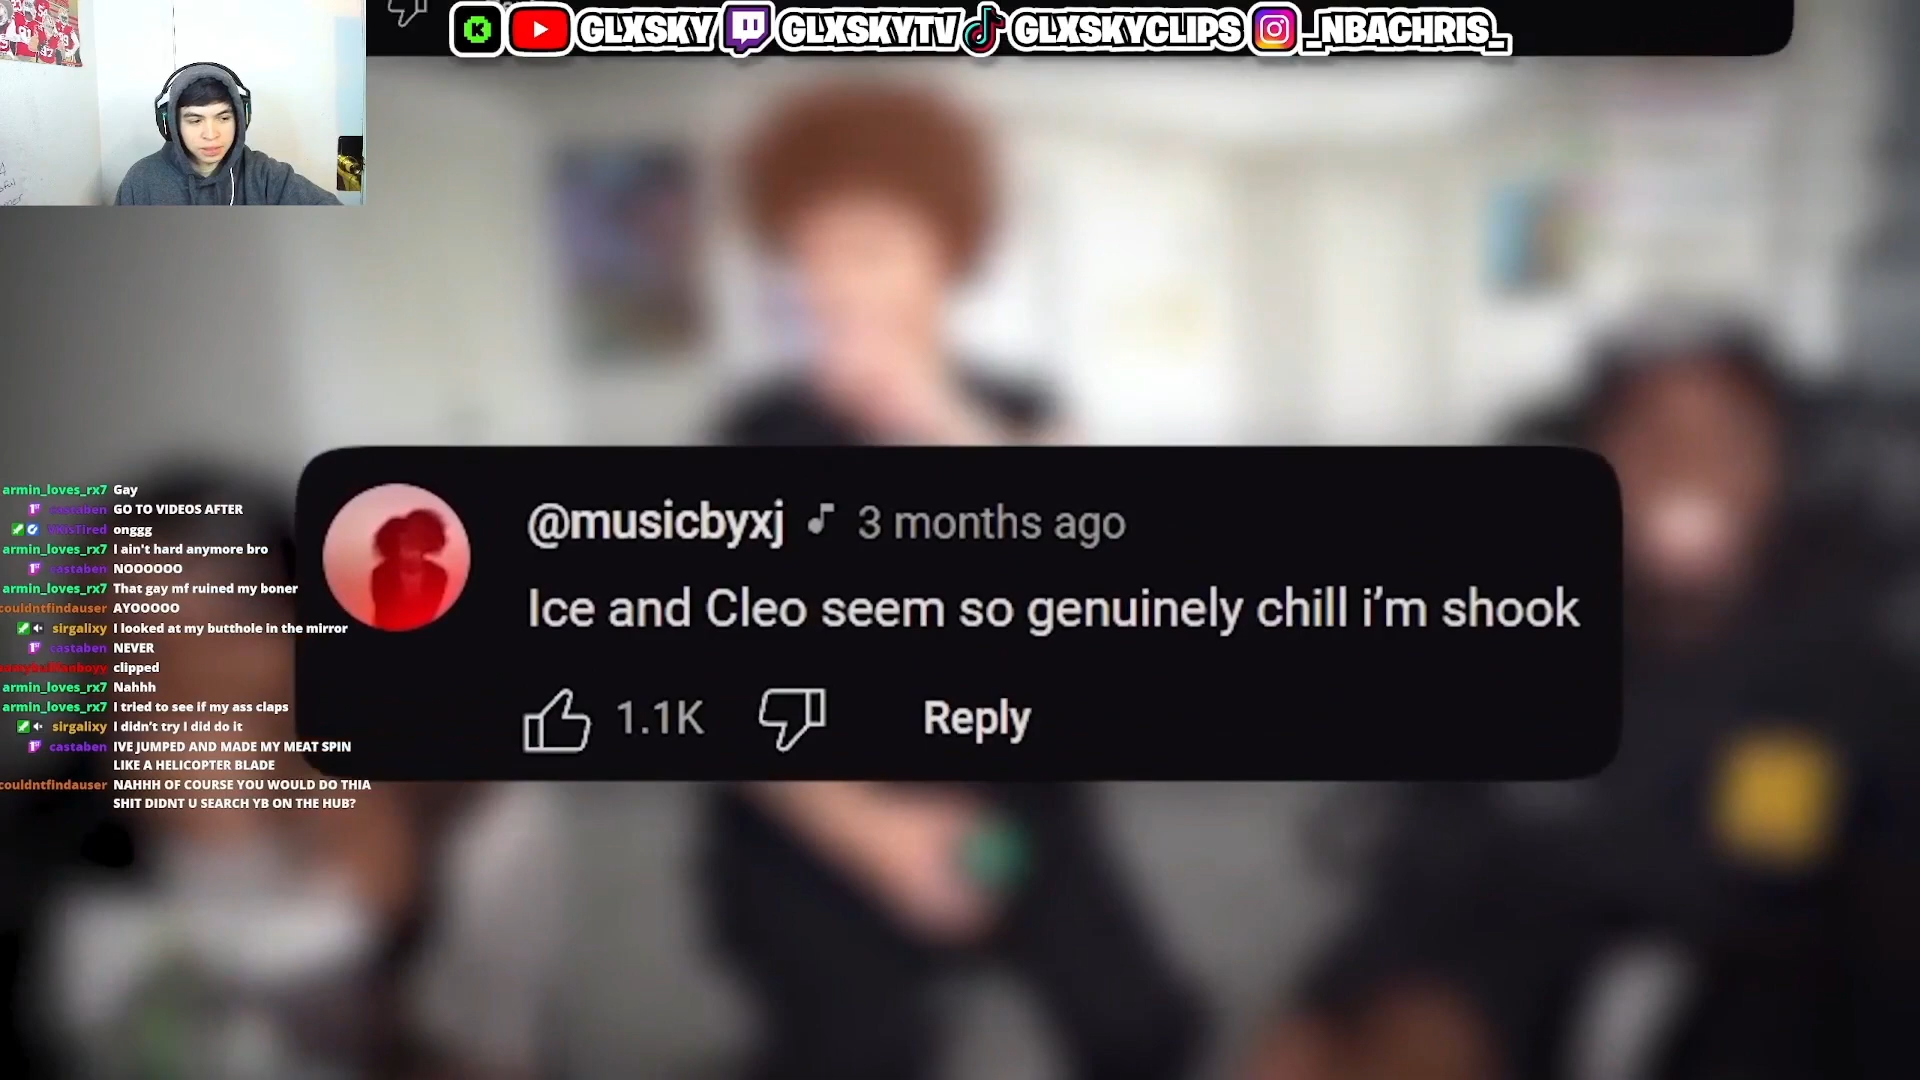 GLXSKY GLXSKYTV GLXSKYCLIPS _NBACHRIS_
@musicbyxj 3 months ago
Ice and Cleo seem so genuinely chill i'm shook
1.1K Reply
armin_loves_rx7 Gay
castaben GO TO VIDEOS AFTER
onggg
armin_loves_rx7 I ain't hard anymore bro
castaben NOOOOOO
armin_loves_rx7 That gay mf ruined my boner
couldntfindauser AYOOOOO
sirgalixy I looked at my butthole in the mirror
castaben NEVER
clipped
armin_loves_rx7 Nahhh
armin_loves_rx7 I tried to see if my ass claps
sirgalixy I didn't try I did do it
castaben IVE JUMPED AND MADE MY MEAT SPIN
LIKE A HELICOPTER BLADE
couldntfindauser NAHHH OF COURSE YOU WOULD DO THIA
SHIT DIDNT U SEARCH YB ON THE HUB?